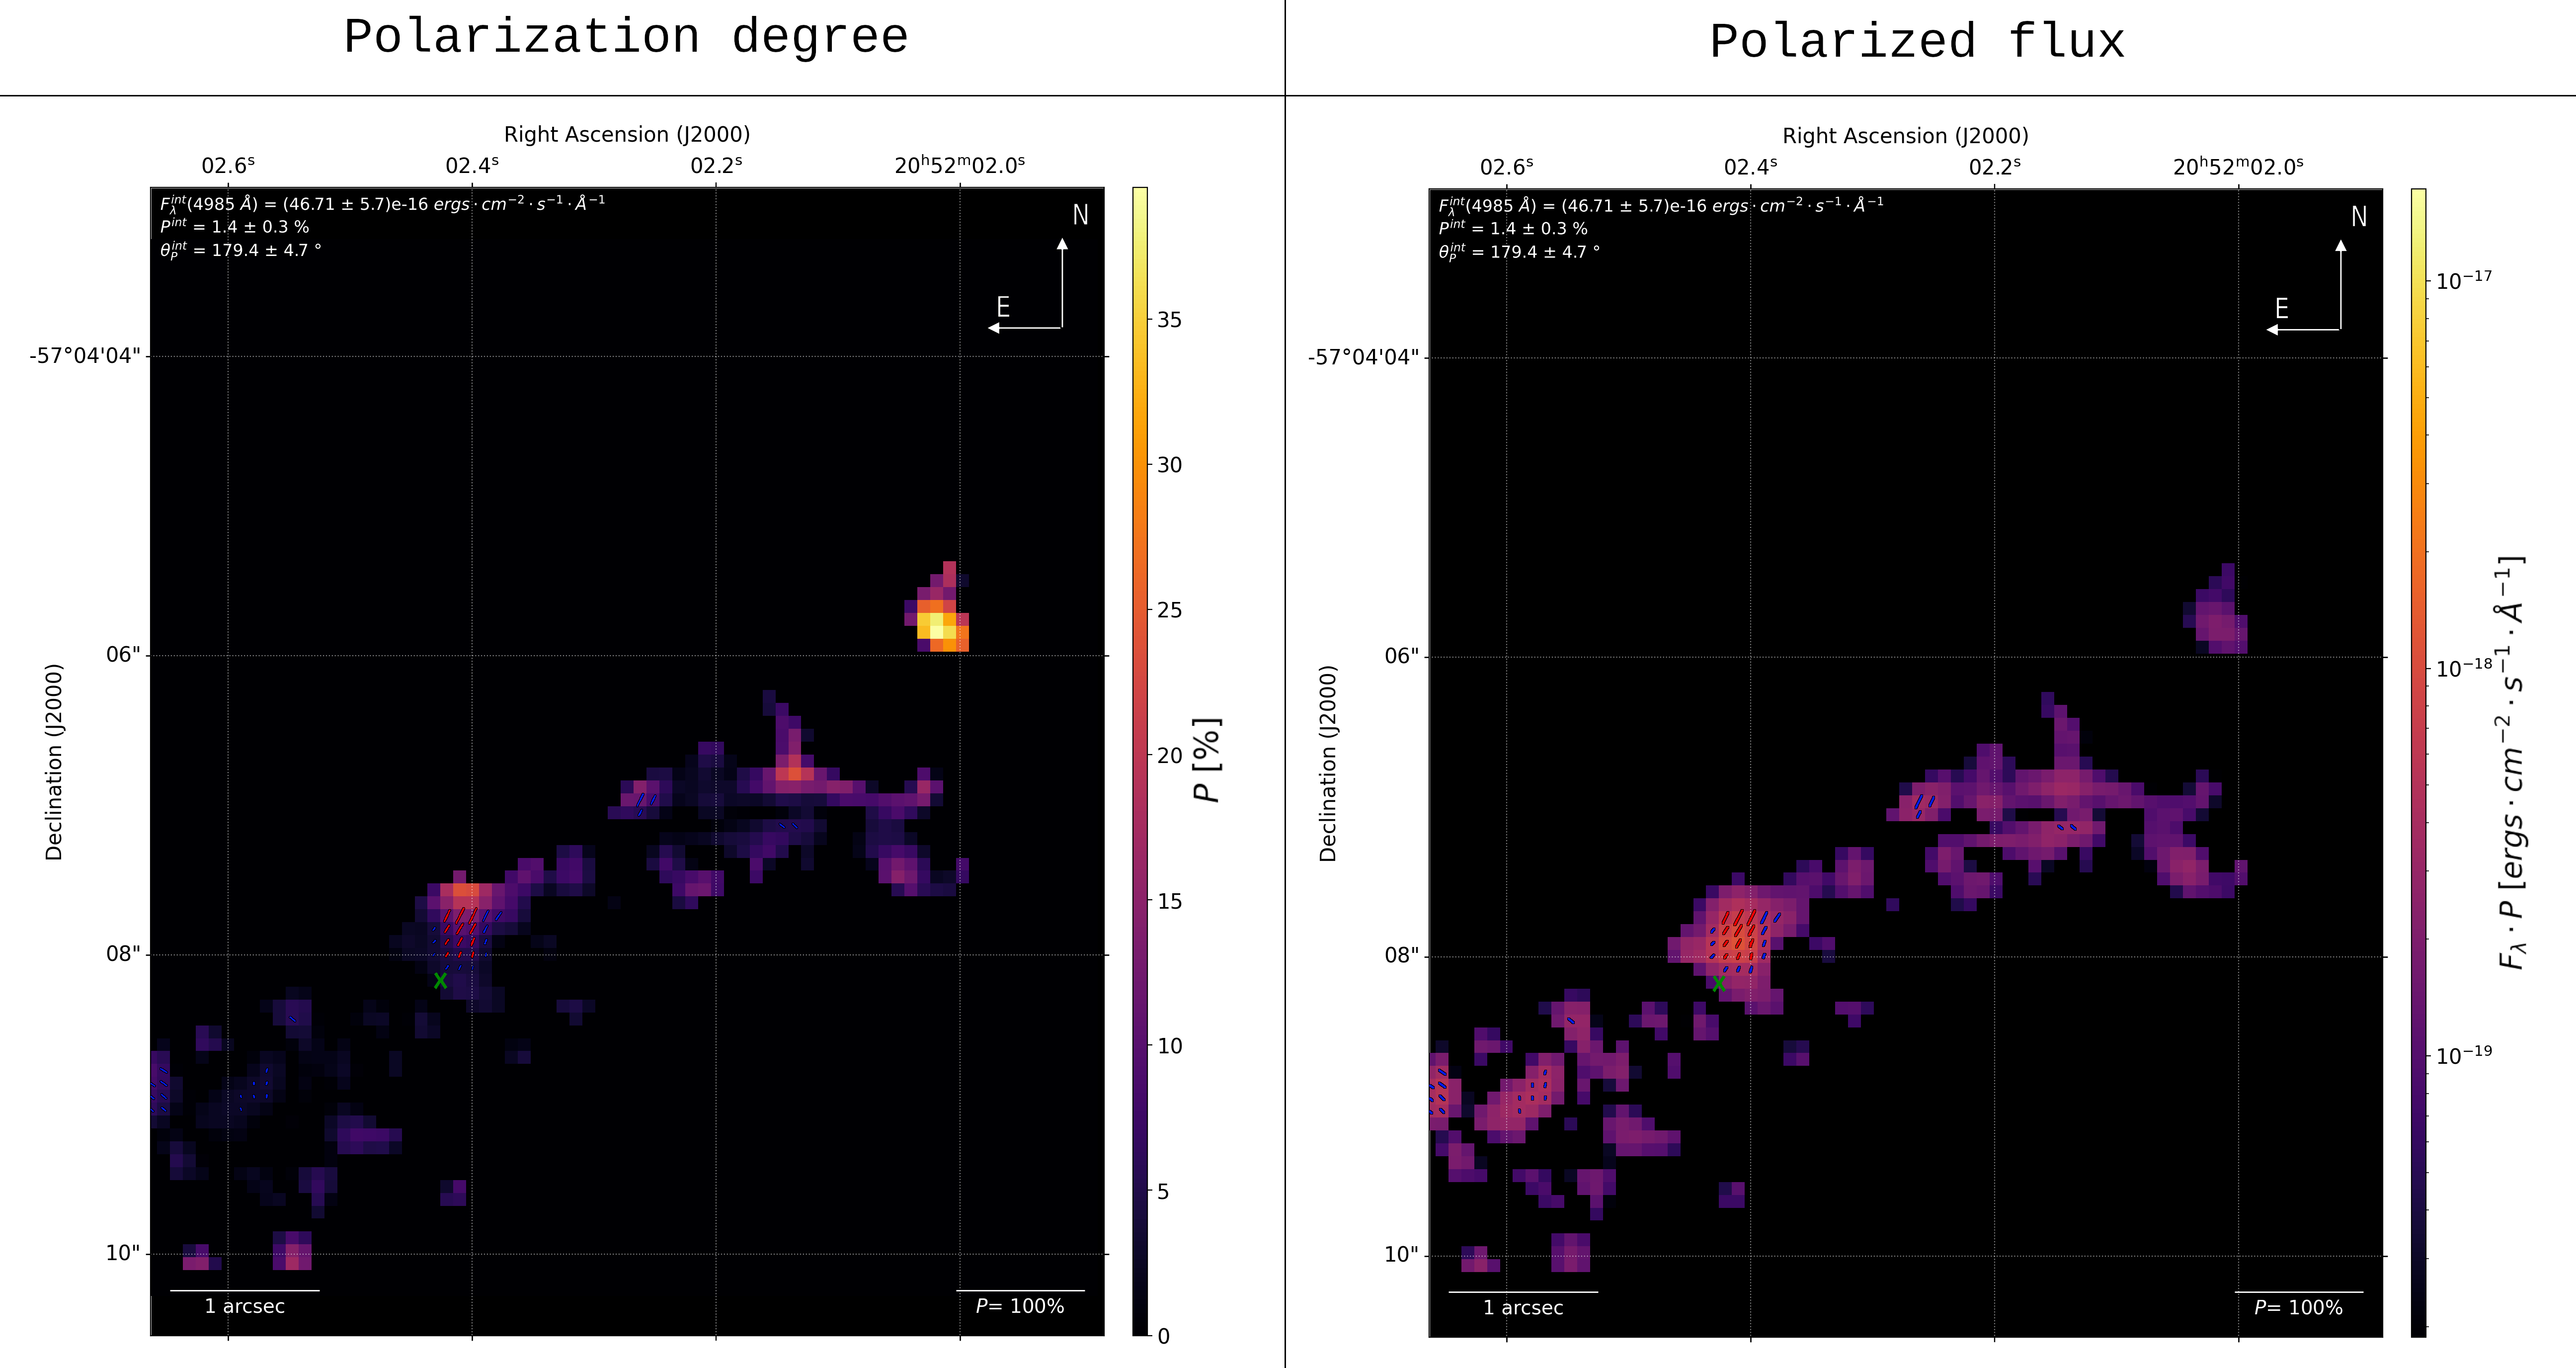 Polarization degree
Right Ascension (J2000)
02.6ˢ 02.4ˢ 02.2ˢ 20ʰ52ᵐ02.0ˢ
F_λ^int(4985 Å) = (46.71 ± 5.7)e-16 ergs · cm⁻² · s⁻¹ · Å⁻¹
P^int = 1.4 ± 0.3 %
θ_P^int = 179.4 ± 4.7 °
N
E
-57°04'04"
06"
08"
10"
Declination (J2000)
1 arcsec
P= 100%
35
30
25
20
15
10
5
0
P [%]
Polarized flux
Right Ascension (J2000)
02.6ˢ 02.4ˢ 02.2ˢ 20ʰ52ᵐ02.0ˢ
F_λ^int(4985 Å) = (46.71 ± 5.7)e-16 ergs · cm⁻² · s⁻¹ · Å⁻¹
P^int = 1.4 ± 0.3 %
θ_P^int = 179.4 ± 4.7 °
N
E
-57°04'04"
06"
08"
10"
Declination (J2000)
1 arcsec
P= 100%
10⁻¹⁷
10⁻¹⁸
10⁻¹⁹
F_λ · P [ergs · cm⁻² · s⁻¹ · Å⁻¹]